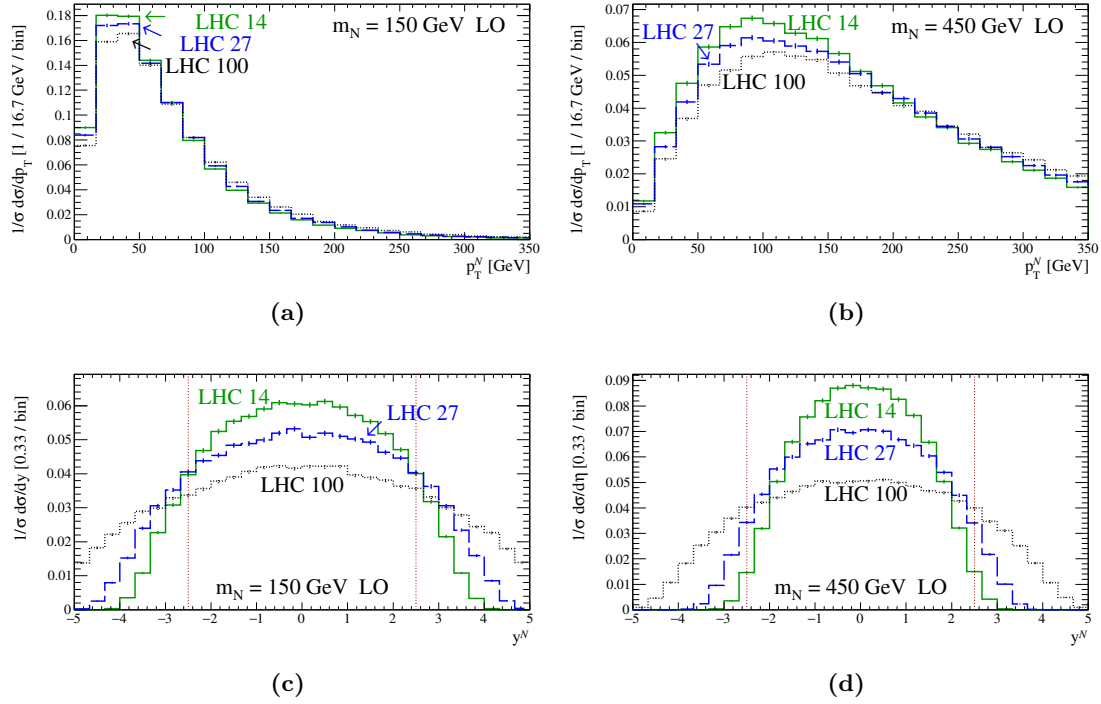 1/σ dσ/dp_T [1 / 16.7 GeV / bin]
0.18
0.16
0.14
0.12
0.1
0.08
0.06
0.04
0.02
0
LHC 14
LHC 27
LHC 100
m_N = 150 GeV LO
0 50 100 150 200 250 300 350
p_T^N [GeV]
(a)
1/σ dσ/dp_T [1 / 16.7 GeV / bin]
0.07
0.06
0.05
0.04
0.03
0.02
0.01
0
LHC 14
LHC 27
LHC 100
m_N = 450 GeV LO
0 50 100 150 200 250 300 350
p_T^N [GeV]
(b)
1/σ dσ/dy [0.33 / bin]
0.06
0.05
0.04
0.03
0.02
0.01
0
LHC 14
LHC 27
LHC 100
m_N = 150 GeV LO
−5 −4 −3 −2 −1 0 1 2 3 4 5
y^N
(c)
1/σ dσ/dη [0.33 / bin]
0.09
0.08
0.07
0.06
0.05
0.04
0.03
0.02
0.01
0
LHC 14
LHC 27
LHC 100
m_N = 450 GeV LO
−5 −4 −3 −2 −1 0 1 2 3 4 5
y^N
(d)